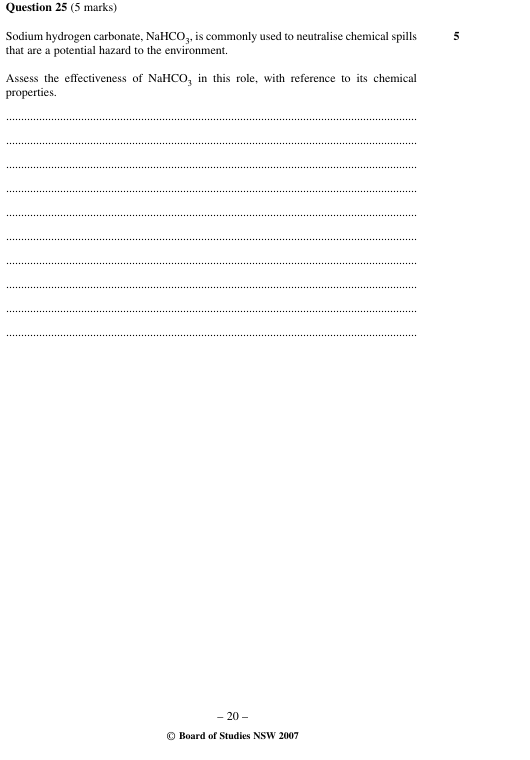 Question 25 (5 marks)
Sodium hydrogen carbonate, NaHCO₃, is commonly used to neutralise chemical spills 5
that are a potential hazard to the environment.
Assess the effectiveness of NaHCO₃ in this role, with reference to its chemical
properties.
– 20 –
© Board of Studies NSW 2007